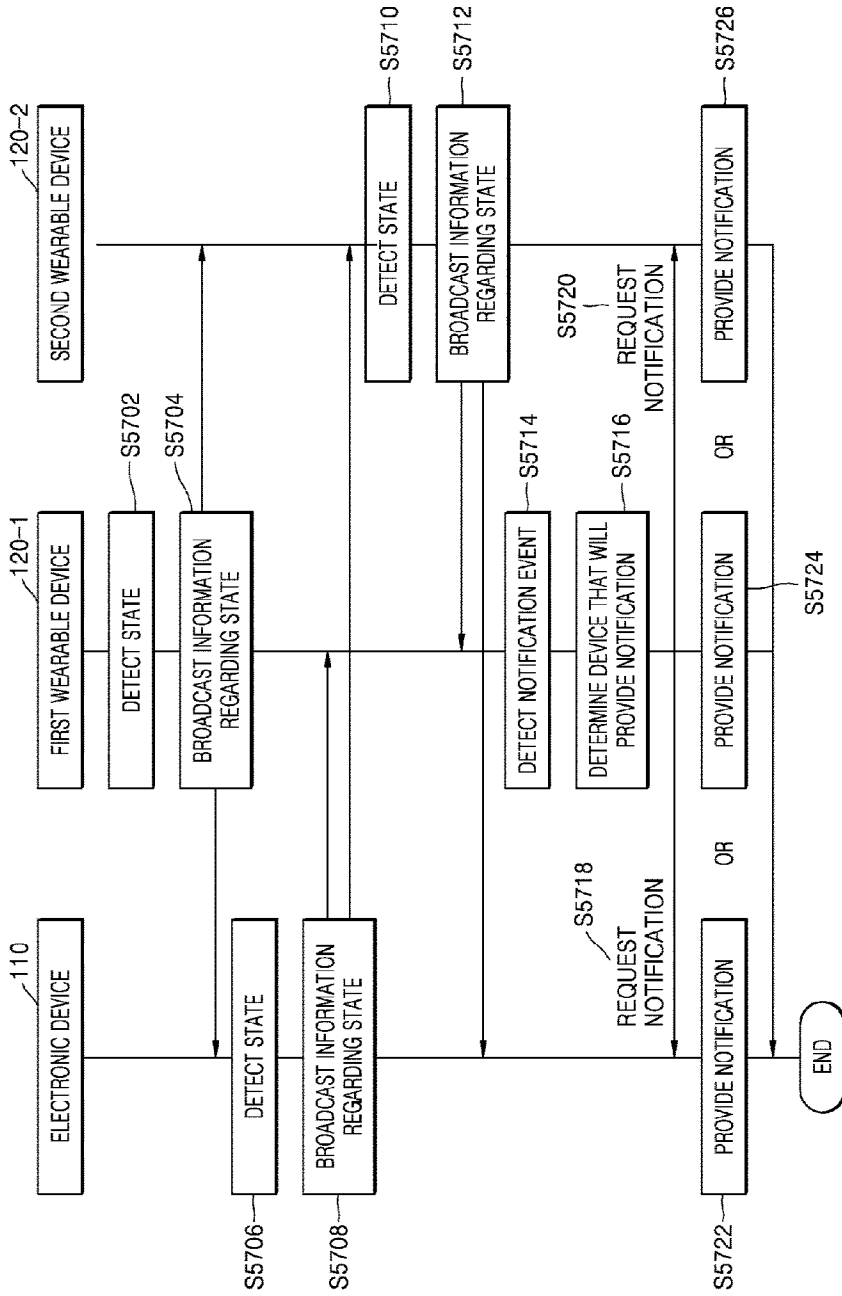 110
ELECTRONIC DEVICE
120-1
FIRST WEARABLE DEVICE
120-2
SECOND WEARABLE DEVICE
S5702
DETECT STATE
S5704
BROADCAST INFORMATION
REGARDING STATE
S5706
DETECT STATE
S5708
BROADCAST INFORMATION
REGARDING STATE
S5710
DETECT STATE
S5712
BROADCAST INFORMATION
REGARDING STATE
S5714
DETECT NOTIFICATION EVENT
S5716
DETERMINE DEVICE THAT WILL
PROVIDE NOTIFICATION
S5718
REQUEST
NOTIFICATION
S5720
REQUEST
NOTIFICATION
S5722
PROVIDE NOTIFICATION
OR
PROVIDE NOTIFICATION
S5724
OR
PROVIDE NOTIFICATION
S5726
END